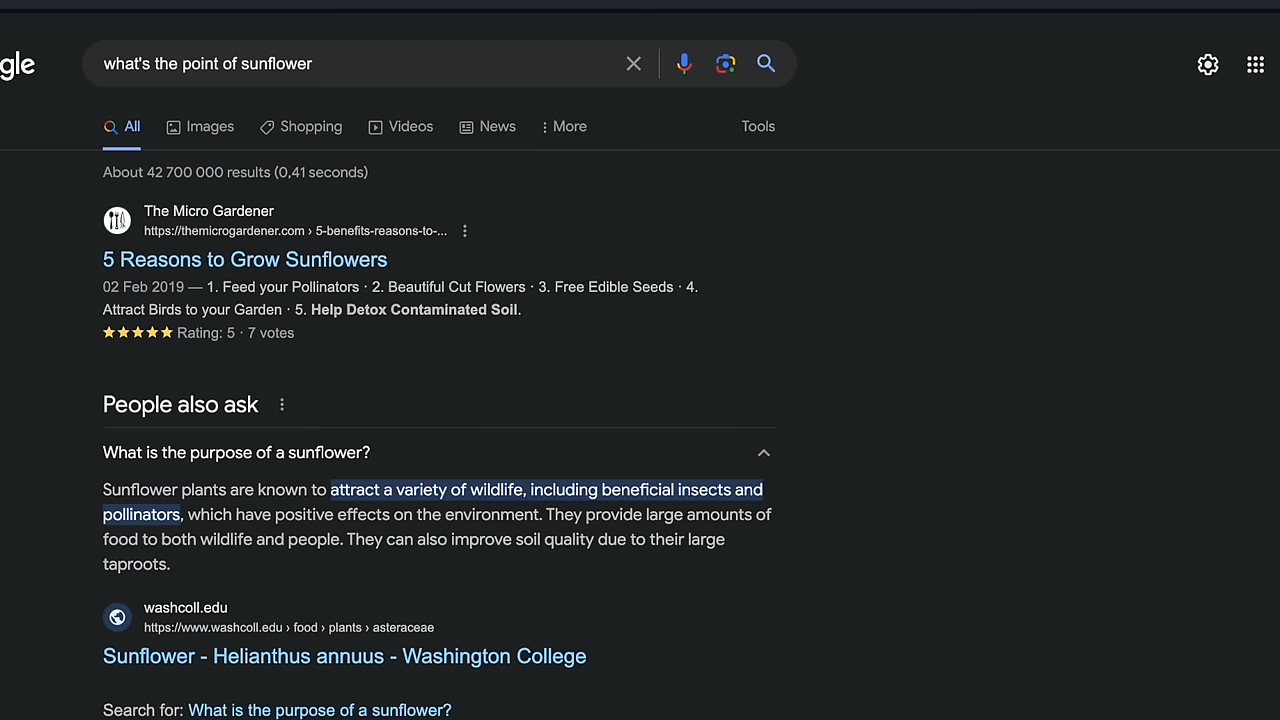 gle
what's the point of sunflower
All Images Shopping Videos News More Tools
About 42 700 000 results (0,41 seconds)
The Micro Gardener
https://themicrogardener.com › 5-benefits-reasons-to-...
5 Reasons to Grow Sunflowers
02 Feb 2019 — 1. Feed your Pollinators · 2. Beautiful Cut Flowers · 3. Free Edible Seeds · 4.
Attract Birds to your Garden · 5. Help Detox Contaminated Soil.
Rating: 5 · 7 votes
People also ask
What is the purpose of a sunflower?
Sunflower plants are known to attract a variety of wildlife, including beneficial insects and
pollinators, which have positive effects on the environment. They provide large amounts of
food to both wildlife and people. They can also improve soil quality due to their large
taproots.
washcoll.edu
https://www.washcoll.edu › food › plants › asteraceae
Sunflower - Helianthus annuus - Washington College
Search for: What is the purpose of a sunflower?